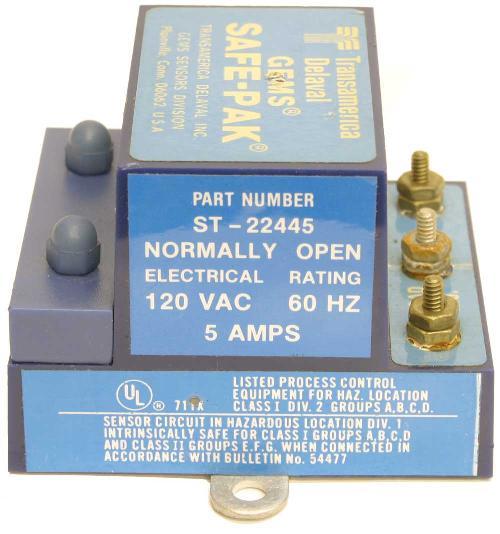 Transamerica
Delaval
GEMS®
SAFE-PAK®
TRANSAMERICA DELAVAL INC.
GEMS SENSORS DIVISION
Plainville, Conn. 06062 U.S.A
PART NUMBER
ST-22445
NORMALLY OPEN
ELECTRICAL RATING
120 VAC 60 HZ
5 AMPS
UL ® 711X
LISTED PROCESS CONTROL
EQUIPMENT FOR HAZ. LOCATION
CLASS I DIV. 2 GROUPS A,B,C,D.
SENSOR CIRCUIT IN HAZARDOUS LOCATION DIV. 1
INTRINSICALLY SAFE FOR CLASS I GROUPS A,B,C,D
AND CLASS II GROUPS E.F.G. WHEN CONNECTED IN
ACCORDANCE WITH BULLETIN No. 54477